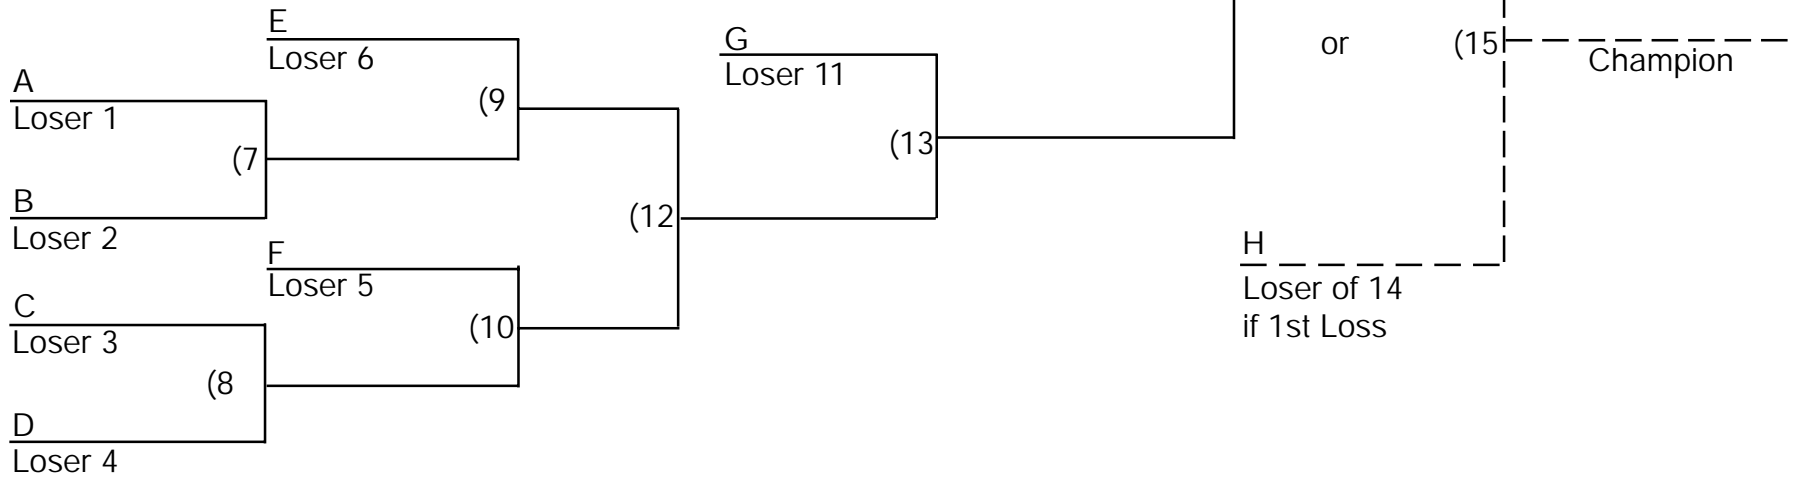 E
Loser 6
A
Loser 1
(9
(7
B
Loser 2
F
Loser 5
C
Loser 3
(10
(8
D
Loser 4
(12
G
Loser 11
(13
or
(15
Champion
H
Loser of 14
if 1st Loss